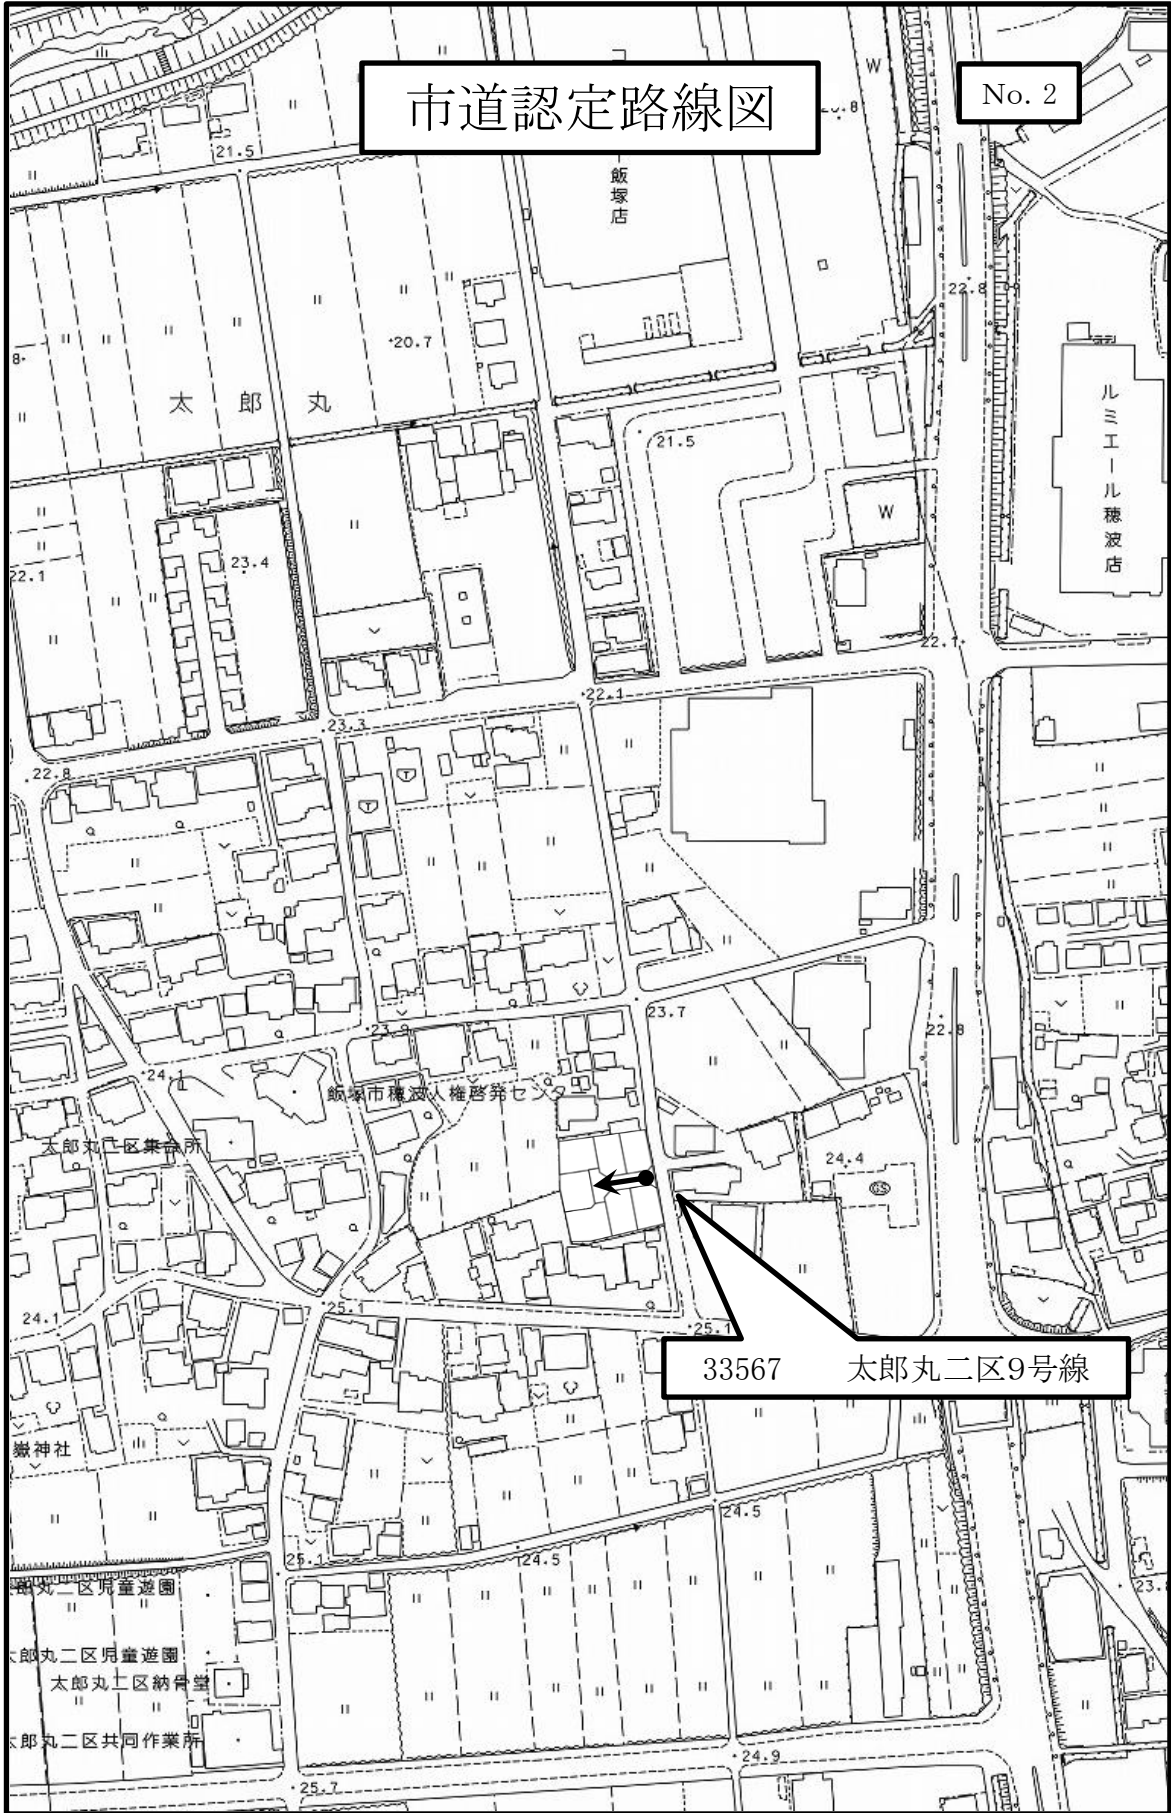 市道認定路線図
No. 2
21.5
飯塚店
W
22.8
20.7
太郎丸
21.5
ルミエール穂波店
W
23.4
22.1
22.1
22.1
23.3
22.8
T
T
23.7
23.9
22.8
24.1
飯塚市穂波人権啓発センター
太郎丸二区集会所
24.4
GS
25.1
24.1
25.1
33567 太郎丸二区9号線
嶽神社
24.5
25.1
24.5
郎丸二区児童遊園
太郎丸二区児童遊園
太郎丸二区納骨堂
太郎丸二区共同作業所
24.9
25.7